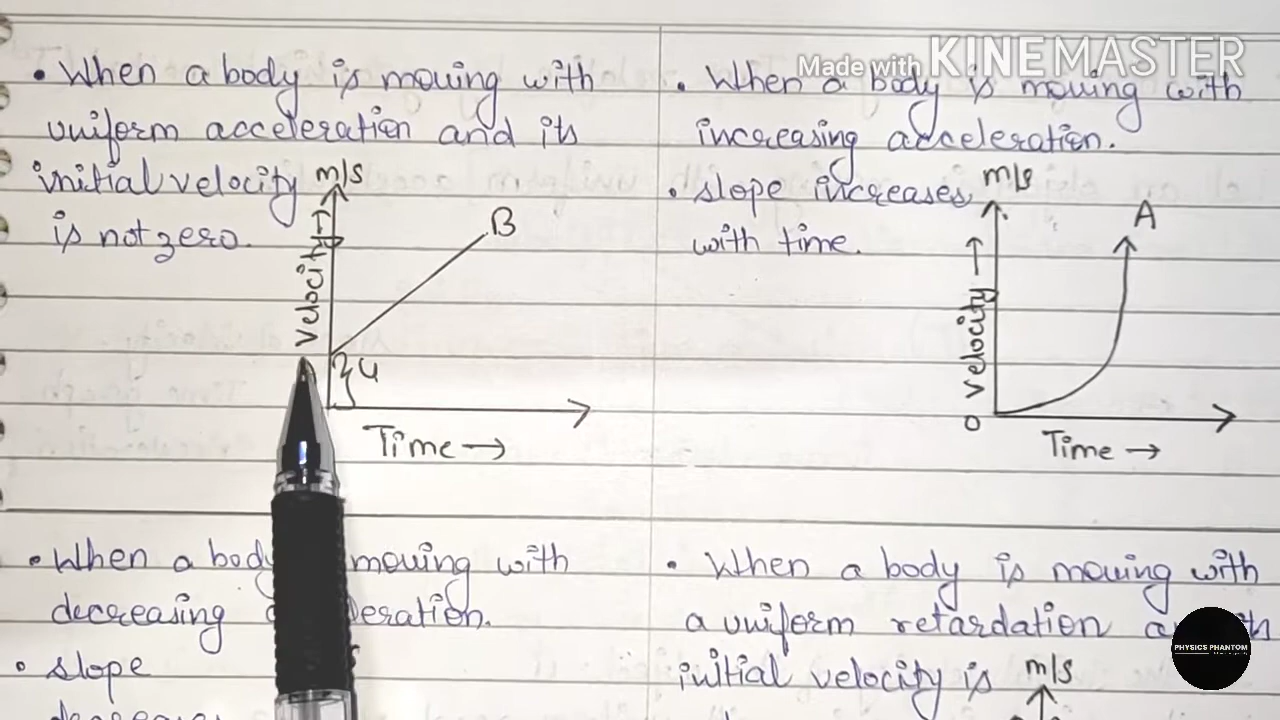 Made with KINEMASTER
• When a body is moving with
uniform acceleration and its
initial velocity
is not zero.
m/s
Velocity →
B
u
Time →
• When a body is moving with
increasing acceleration.
• slope increases
with time.
m/s
Velocity →
A
O
Time →
• When a body moving with
decreasing
• slope
• When a body is moving with
a uniform retardation
initial velocity is
m/s
PHYSICS PHANTOM